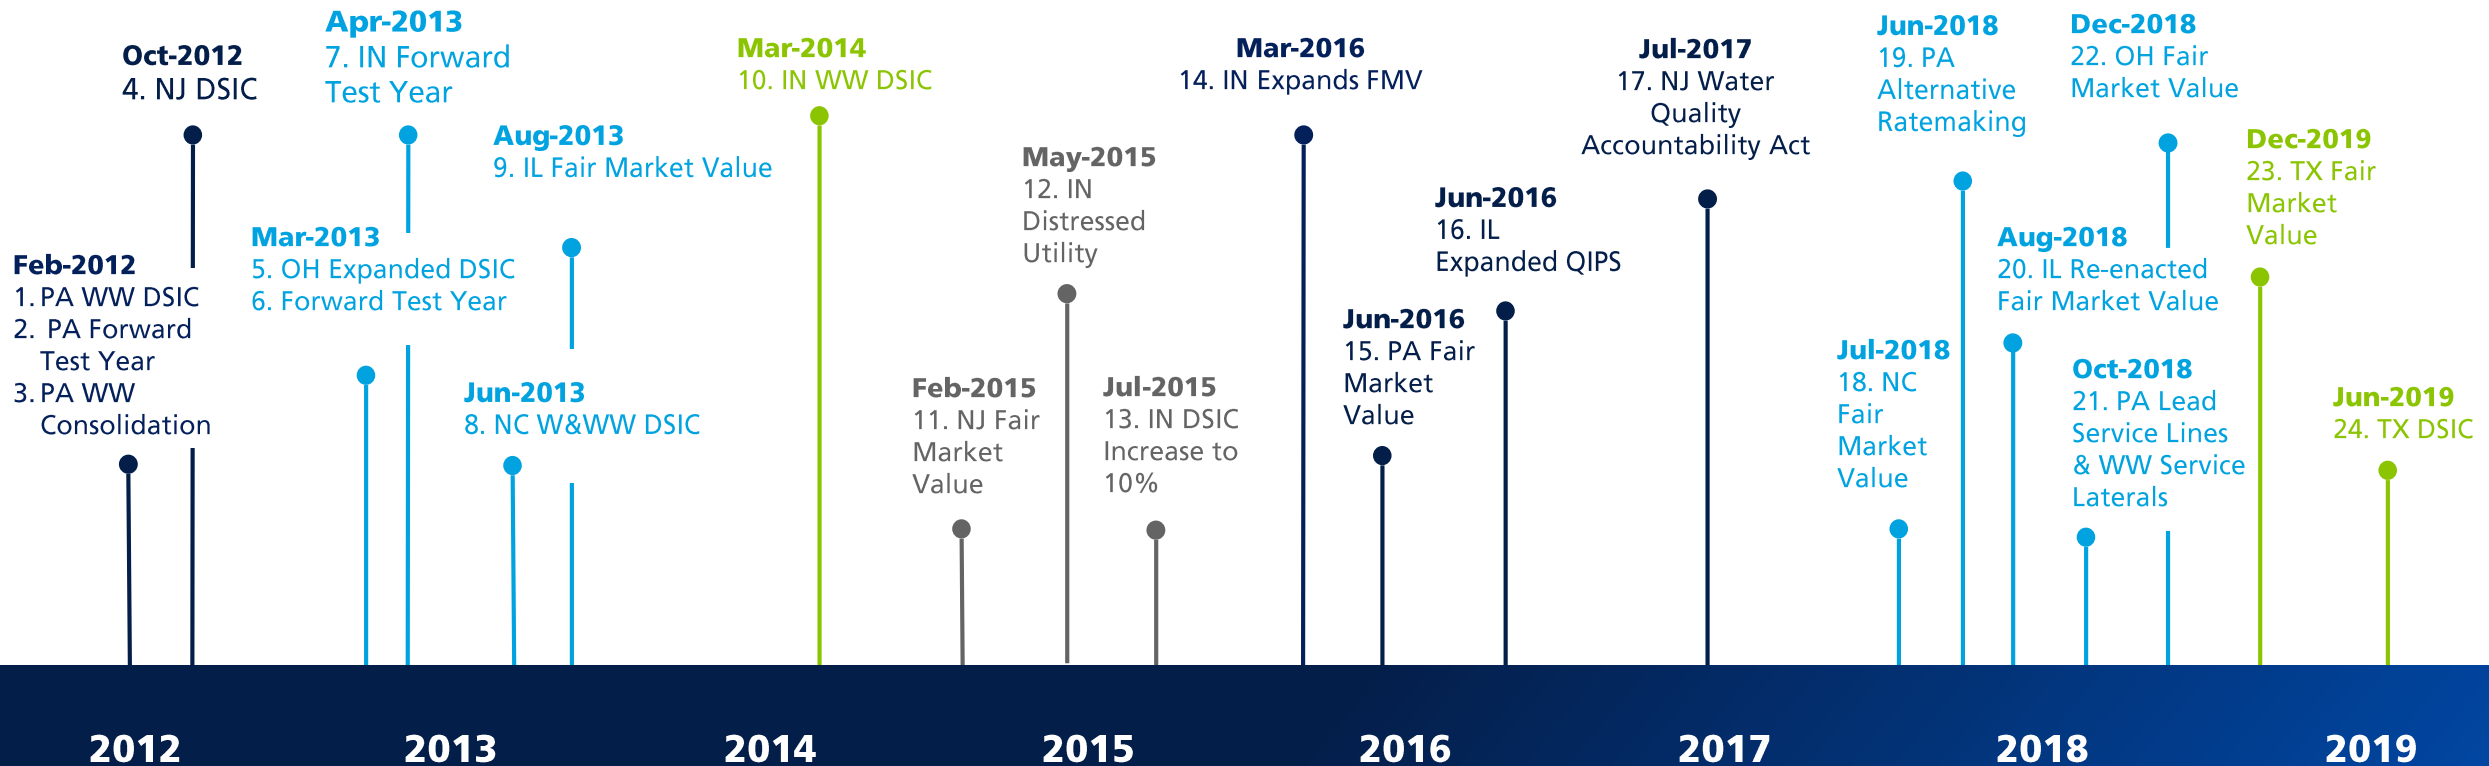 Oct-2012
4. NJ DSIC
Apr-2013
7. IN Forward
Test Year
Mar-2014
10. IN WW DSIC
Mar-2016
14. IN Expands FMV
Jul-2017
17. NJ Water
Quality
Accountability Act
Jun-2018
19. PA
Alternative
Ratemaking
Dec-2018
22. OH Fair
Market Value
Aug-2013
9. IL Fair Market Value
May-2015
12. IN
Distressed
Utility
Jun-2016
16. IL
Expanded QIPS
Dec-2019
23. TX Fair
Market
Value
Feb-2012
1. PA WW DSIC
2. PA Forward
Test Year
3. PA WW
Consolidation
Mar-2013
5. OH Expanded DSIC
6. Forward Test Year
Aug-2018
20. IL Re-enacted
Fair Market Value
Jun-2013
8. NC W&WW DSIC
Feb-2015
11. NJ Fair
Market
Value
Jul-2015
13. IN DSIC
Increase to
10%
Jun-2016
15. PA Fair
Market
Value
Jul-2018
18. NC
Fair
Market
Value
Oct-2018
21. PA Lead
Service Lines
& WW Service
Laterals
Jun-2019
24. TX DSIC
2012
2013
2014
2015
2016
2017
2018
2019